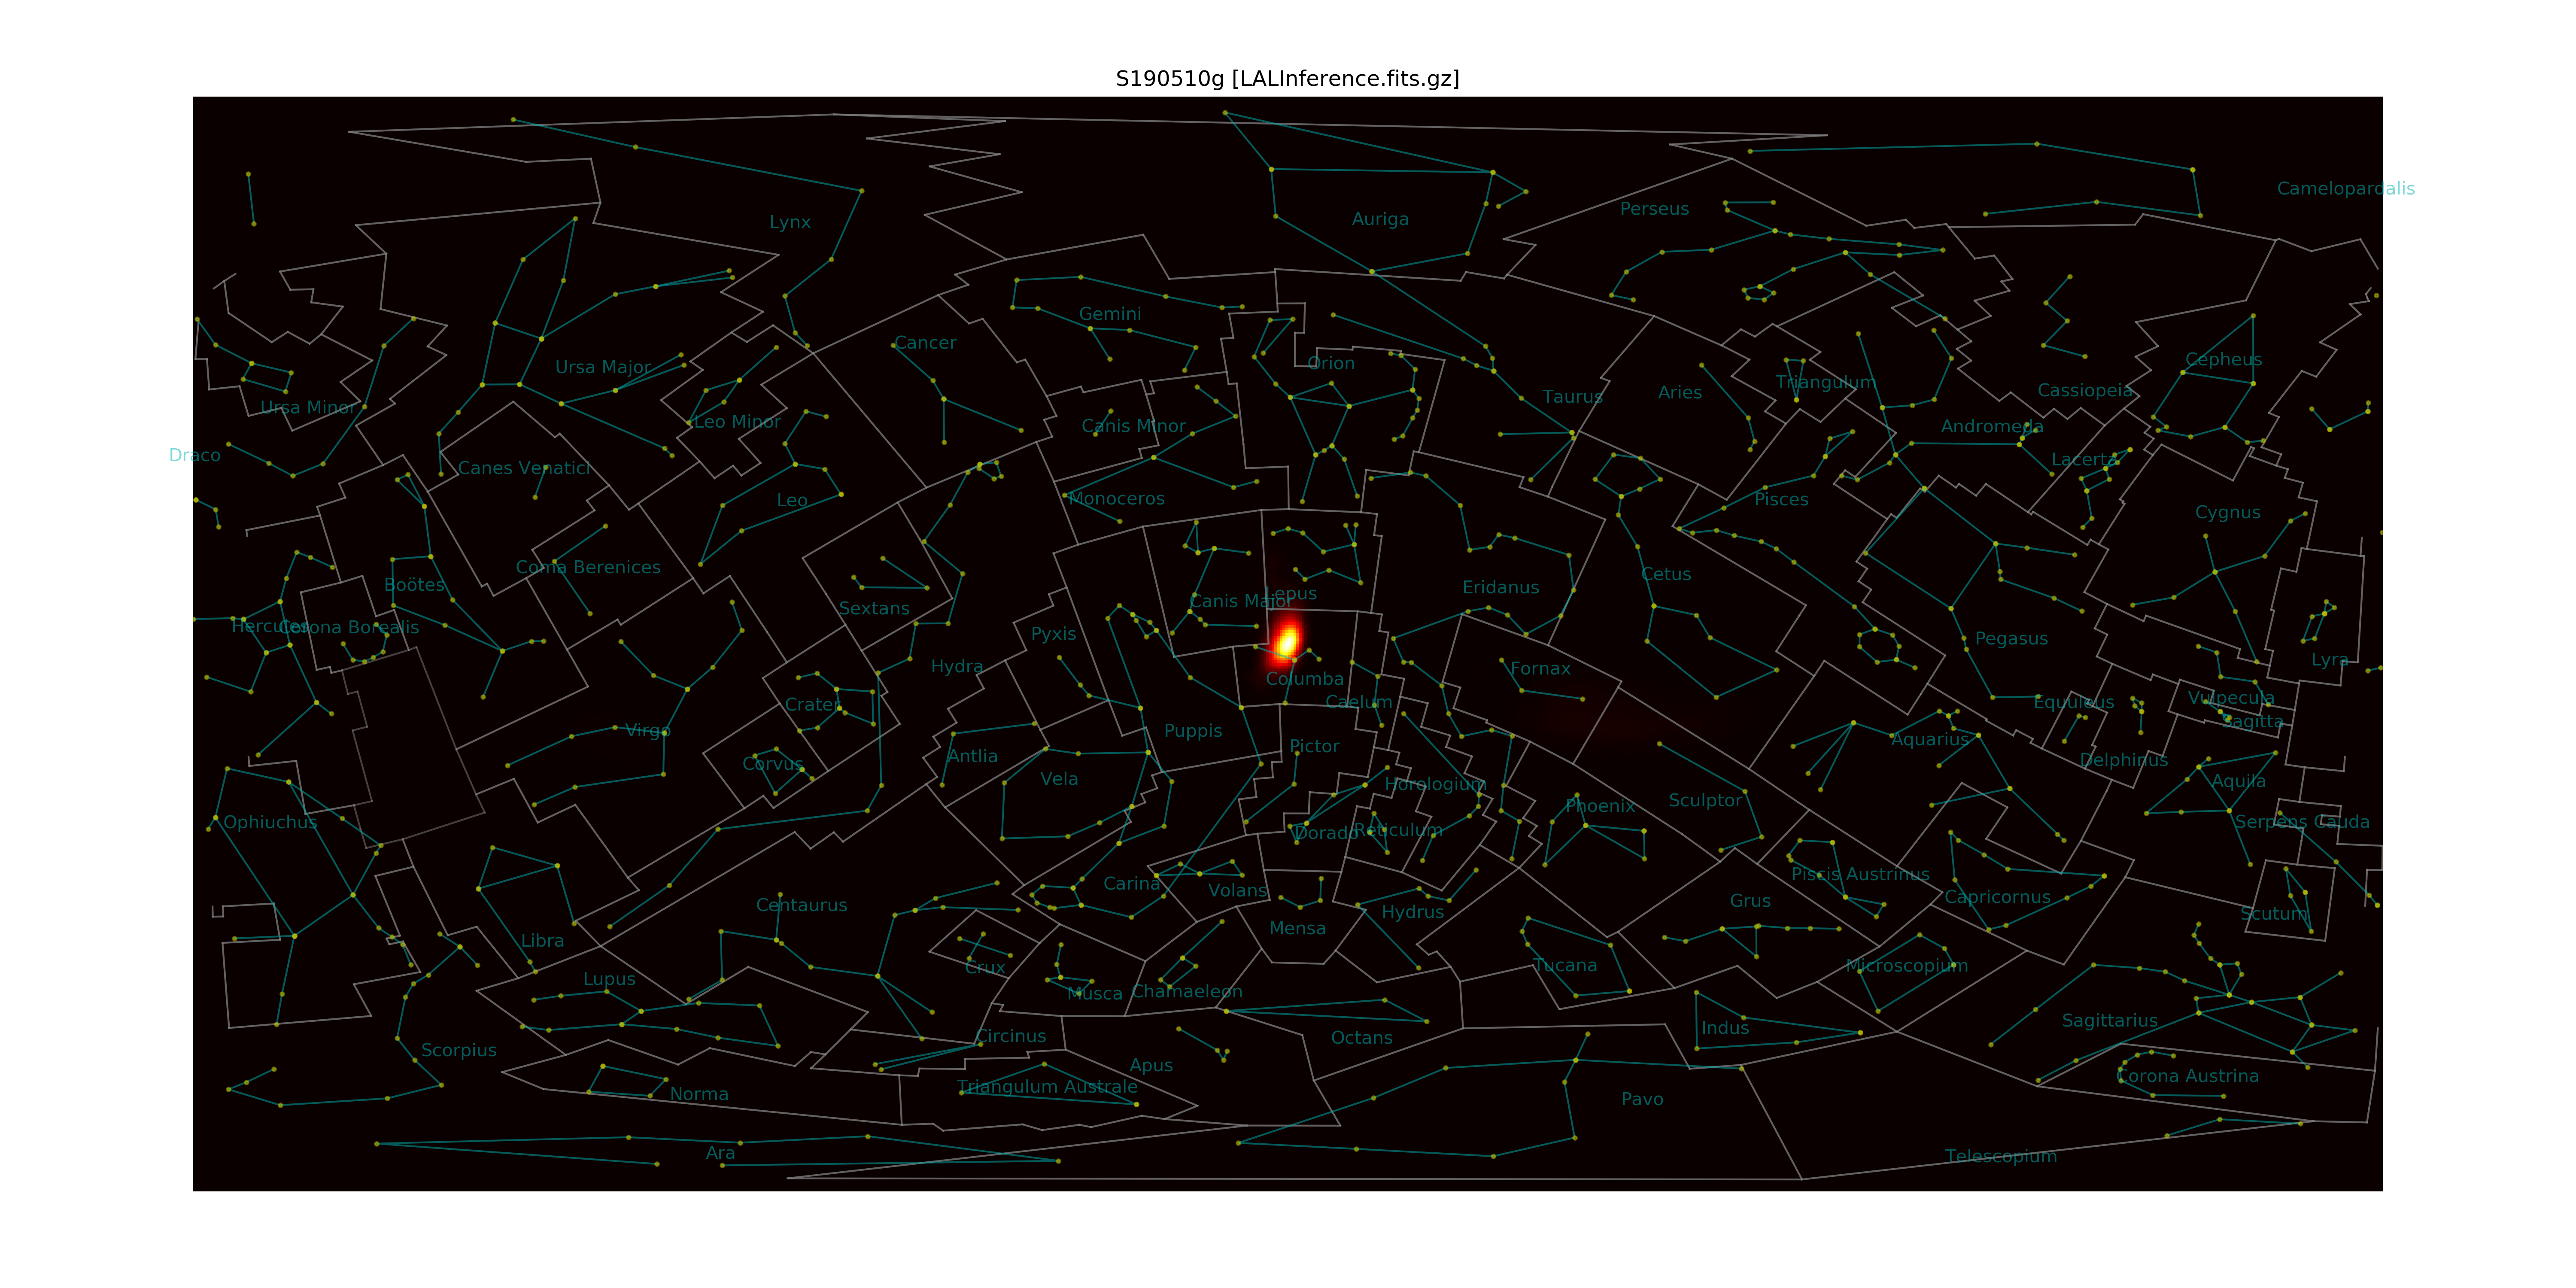 S190510g [LALInference.fits.gz]
Camelopardalis
Perseus
Auriga
Lynx
Gemini
Cancer
Orion
Cepheus
Ursa Major
Triangulum
Cassiopeia
Aries
Taurus
Ursa Minor
Leo Minor
Canis Minor
Andromeda
Draco
Lacerta
Canes Venatici
Leo
Monoceros
Pisces
Cygnus
Coma Berenices
Cetus
Boötes
Eridanus
Lepus
Canis Major
Sextans
Hercules
Corona Borealis
Pyxis
Pegasus
Lyra
Hydra
Fornax
Columba
Vulpecula
Crater
Caelum
Equuleus
Sagitta
Virgo
Puppis
Aquarius
Pictor
Antlia
Delphinus
Corvus
Vela
Aquila
Horologium
Sculptor
Phoenix
Ophiuchus
Serpens Cauda
Dorado
Reticulum
Piscis Austrinus
Carina
Volans
Capricornus
Grus
Centaurus
Hydrus
Scutum
Mensa
Libra
Tucana
Microscopium
Crux
Lupus
Chamaeleon
Musca
Sagittarius
Indus
Circinus
Octans
Scorpius
Apus
Corona Austrina
Triangulum Australe
Norma
Pavo
Ara
Telescopium